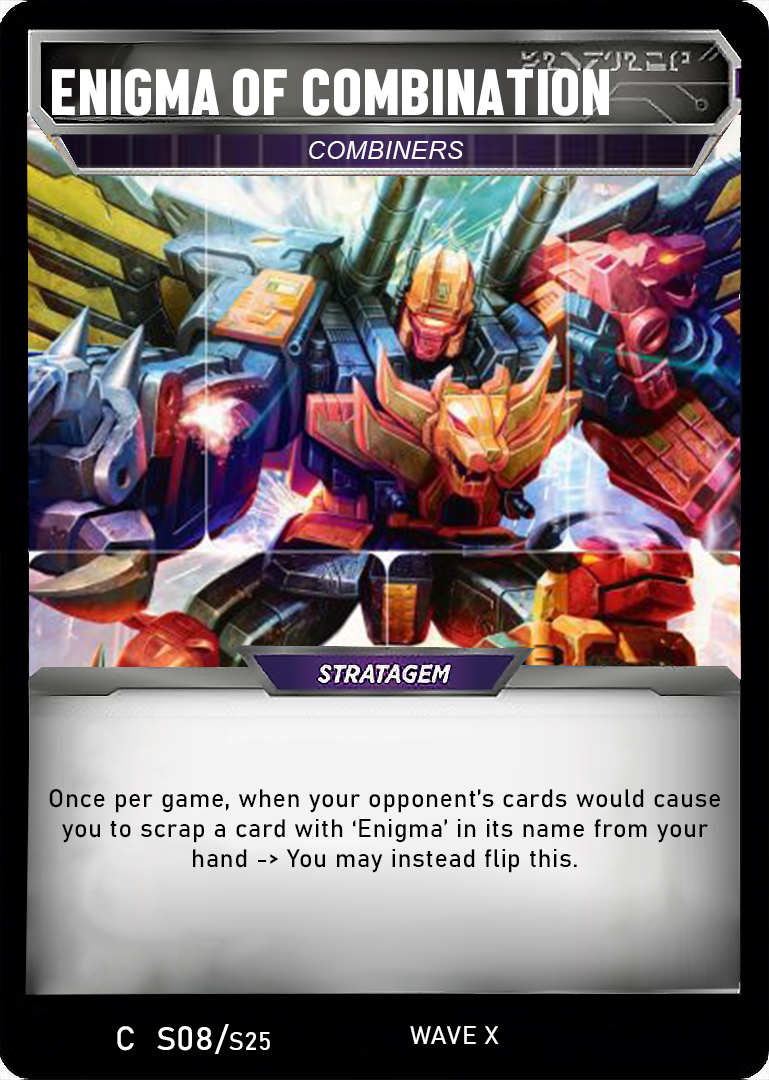 ENIGMA OF COMBINATION
COMBINERS
STRATAGEM
Once per game, when your opponent's cards would cause
you to scrap a card with ‘Enigma’ in its name from your
hand -> You may instead flip this.
C S08/S25
WAVE X